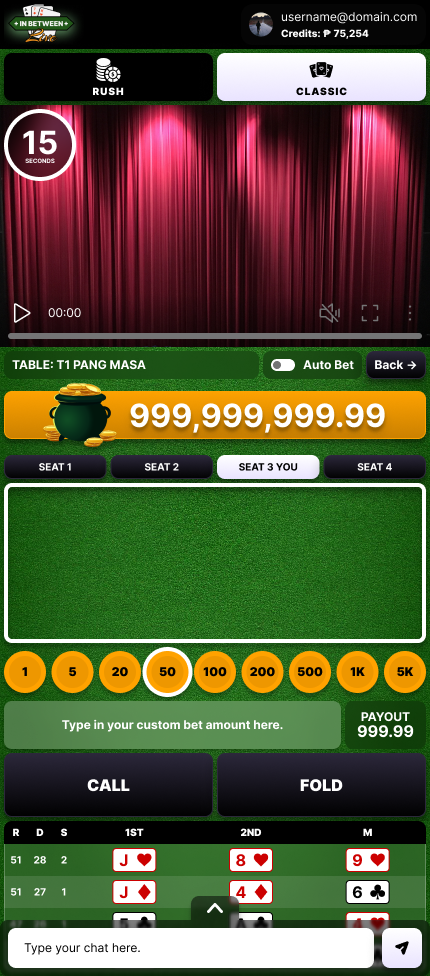 IN BETWEEN
Live
username@domain.com
Credits: ₱ 75,254
RUSH
CLASSIC
15
SECONDS
00:00
TABLE: T1 PANG MASA
Auto Bet
Back →
999,999,999.99
SEAT 1
SEAT 2
SEAT 3 YOU
SEAT 4
1
5
20
50
100
200
500
1K
5K
Type in your custom bet amount here.
PAYOUT
999.99
CALL
FOLD
R D S 1ST 2ND M
51 28 2 J ♥ 8 ♥ 9 ♥
51 27 1 J ♦ 4 ♦ 6 ♣
Type your chat here.